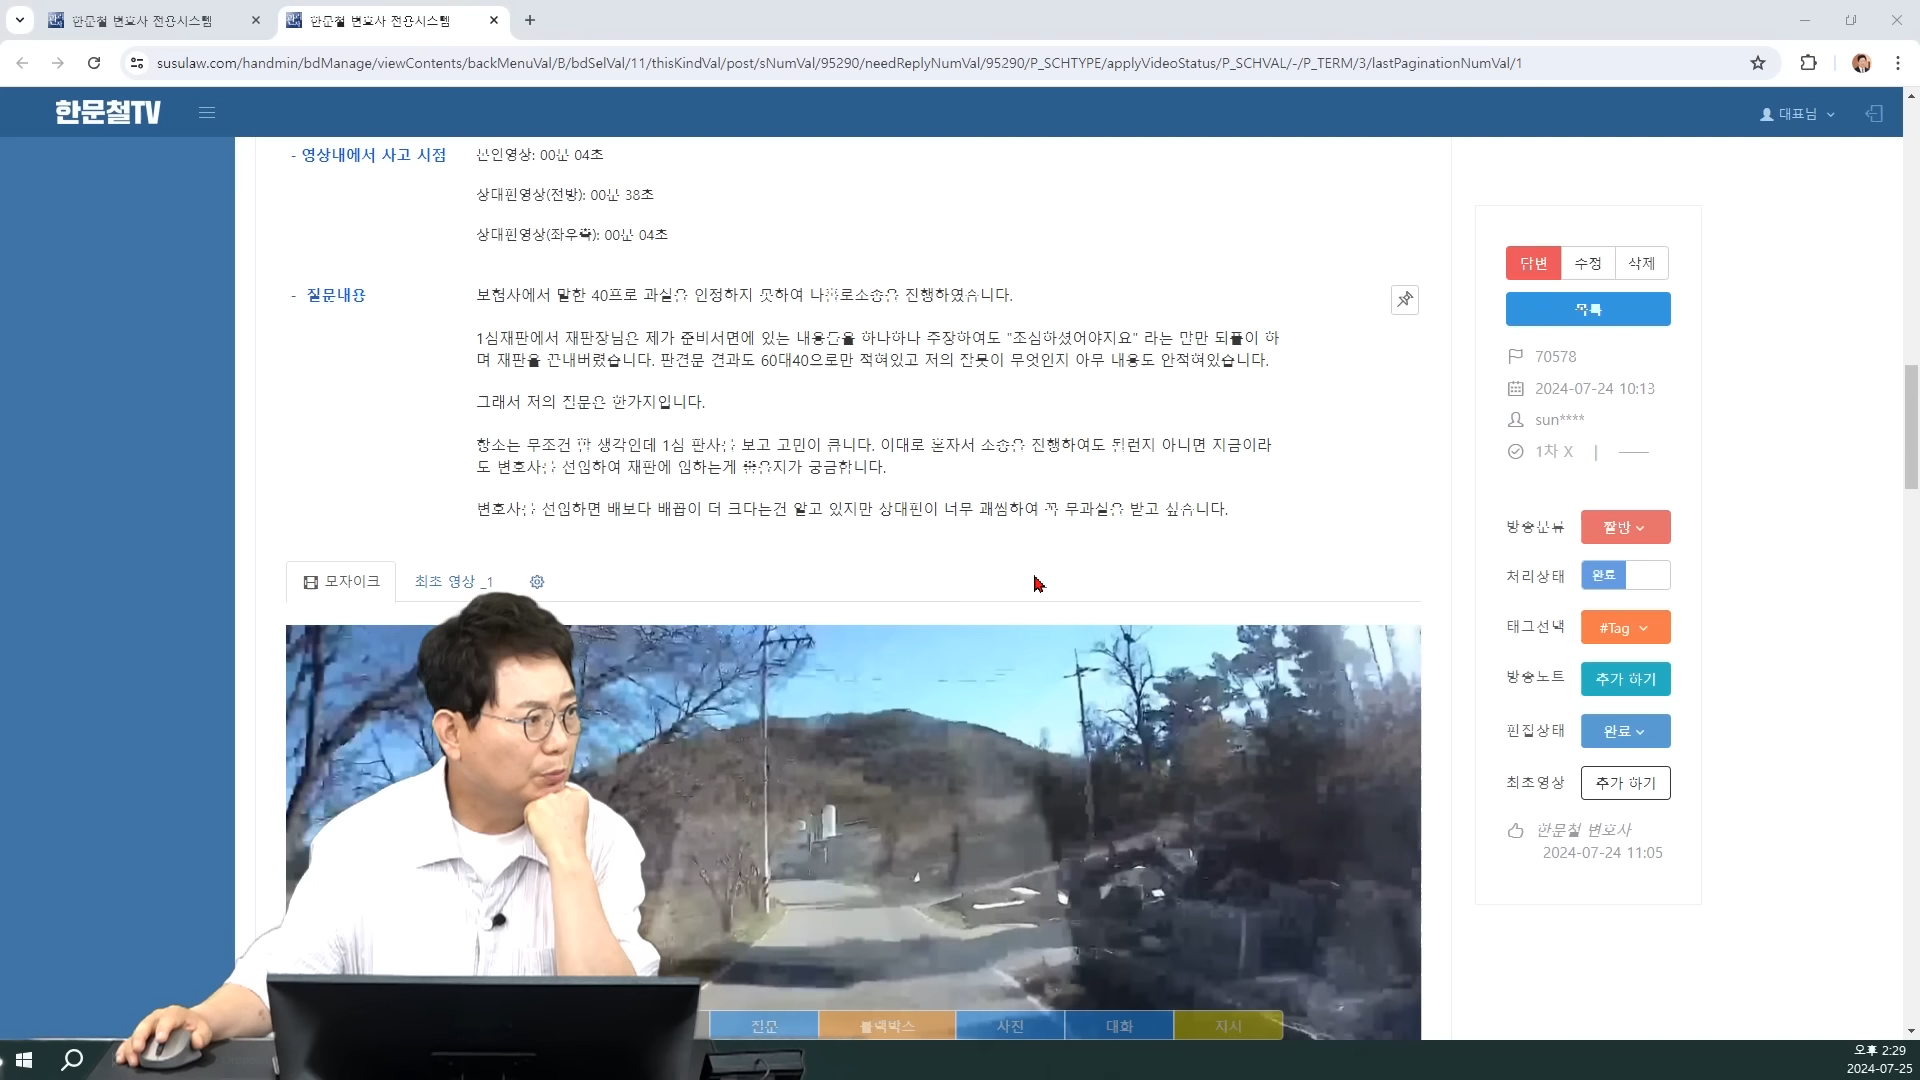 한문철 변호사 전용시스템
한문철 변호사 전용시스템
susulaw.com/handmin/bdManage/viewContents/backMenuVal/B/bdSelVal/11/thisKindVal/post/sNumVal/95290/needReplyNumVal/95290/P_SCHTYPE/applyVideoStatus/P_SCHVAL/-/P_TERM/3/lastPaginationNumVal/1
한문철TV
대표님
- 영상내에서 사고 시점
본인영상: 00분 04초
상대편영상(전방): 00분 38초
상대편영상(좌우측): 00분 04초
- 질문내용
보험사에서 말한 40프로 과실을 인정하지 못하여 나홀로소송을 진행하였습니다.
1심재판에서 재판장님은 제가 준비서면에 있는 내용들을 하나하나 주장하여도 "조심하셨어야지요" 라는 말만 되풀이 하
며 재판을 끝내버렸습니다. 판견문 결과도 60대40으로만 적혀있고 저의 잘못이 무엇인지 아무 내용도 안적혀있습니다.
그래서 저의 질문은 한가지입니다.
항소는 무조건 할 생각인데 1심 판사를 보고 고민이 큽니다. 이대로 혼자서 소송을 진행하여도 될런지 아니면 지금이라
도 변호사를 선임하여 재판에 임하는게 좋을지가 궁금합니다.
변호사를 선임하면 배보다 배꼽이 더 크다는건 알고 있지만 상대편이 너무 괘씸하여 꼭 무과실을 받고 싶습니다.
모자이크
최초 영상 _1
답변
수정
삭제
목록
70578
2024-07-24 10:13
sun****
1차 X |
방송분류
짤방
처리상태
완료
태그선택
#Tag
방송노트
추가 하기
편집상태
완료
최초영상
추가 하기
한문철 변호사
2024-07-24 11:05
질문
블랙박스
사진
대화
지시
오후 2:29
2024-07-25